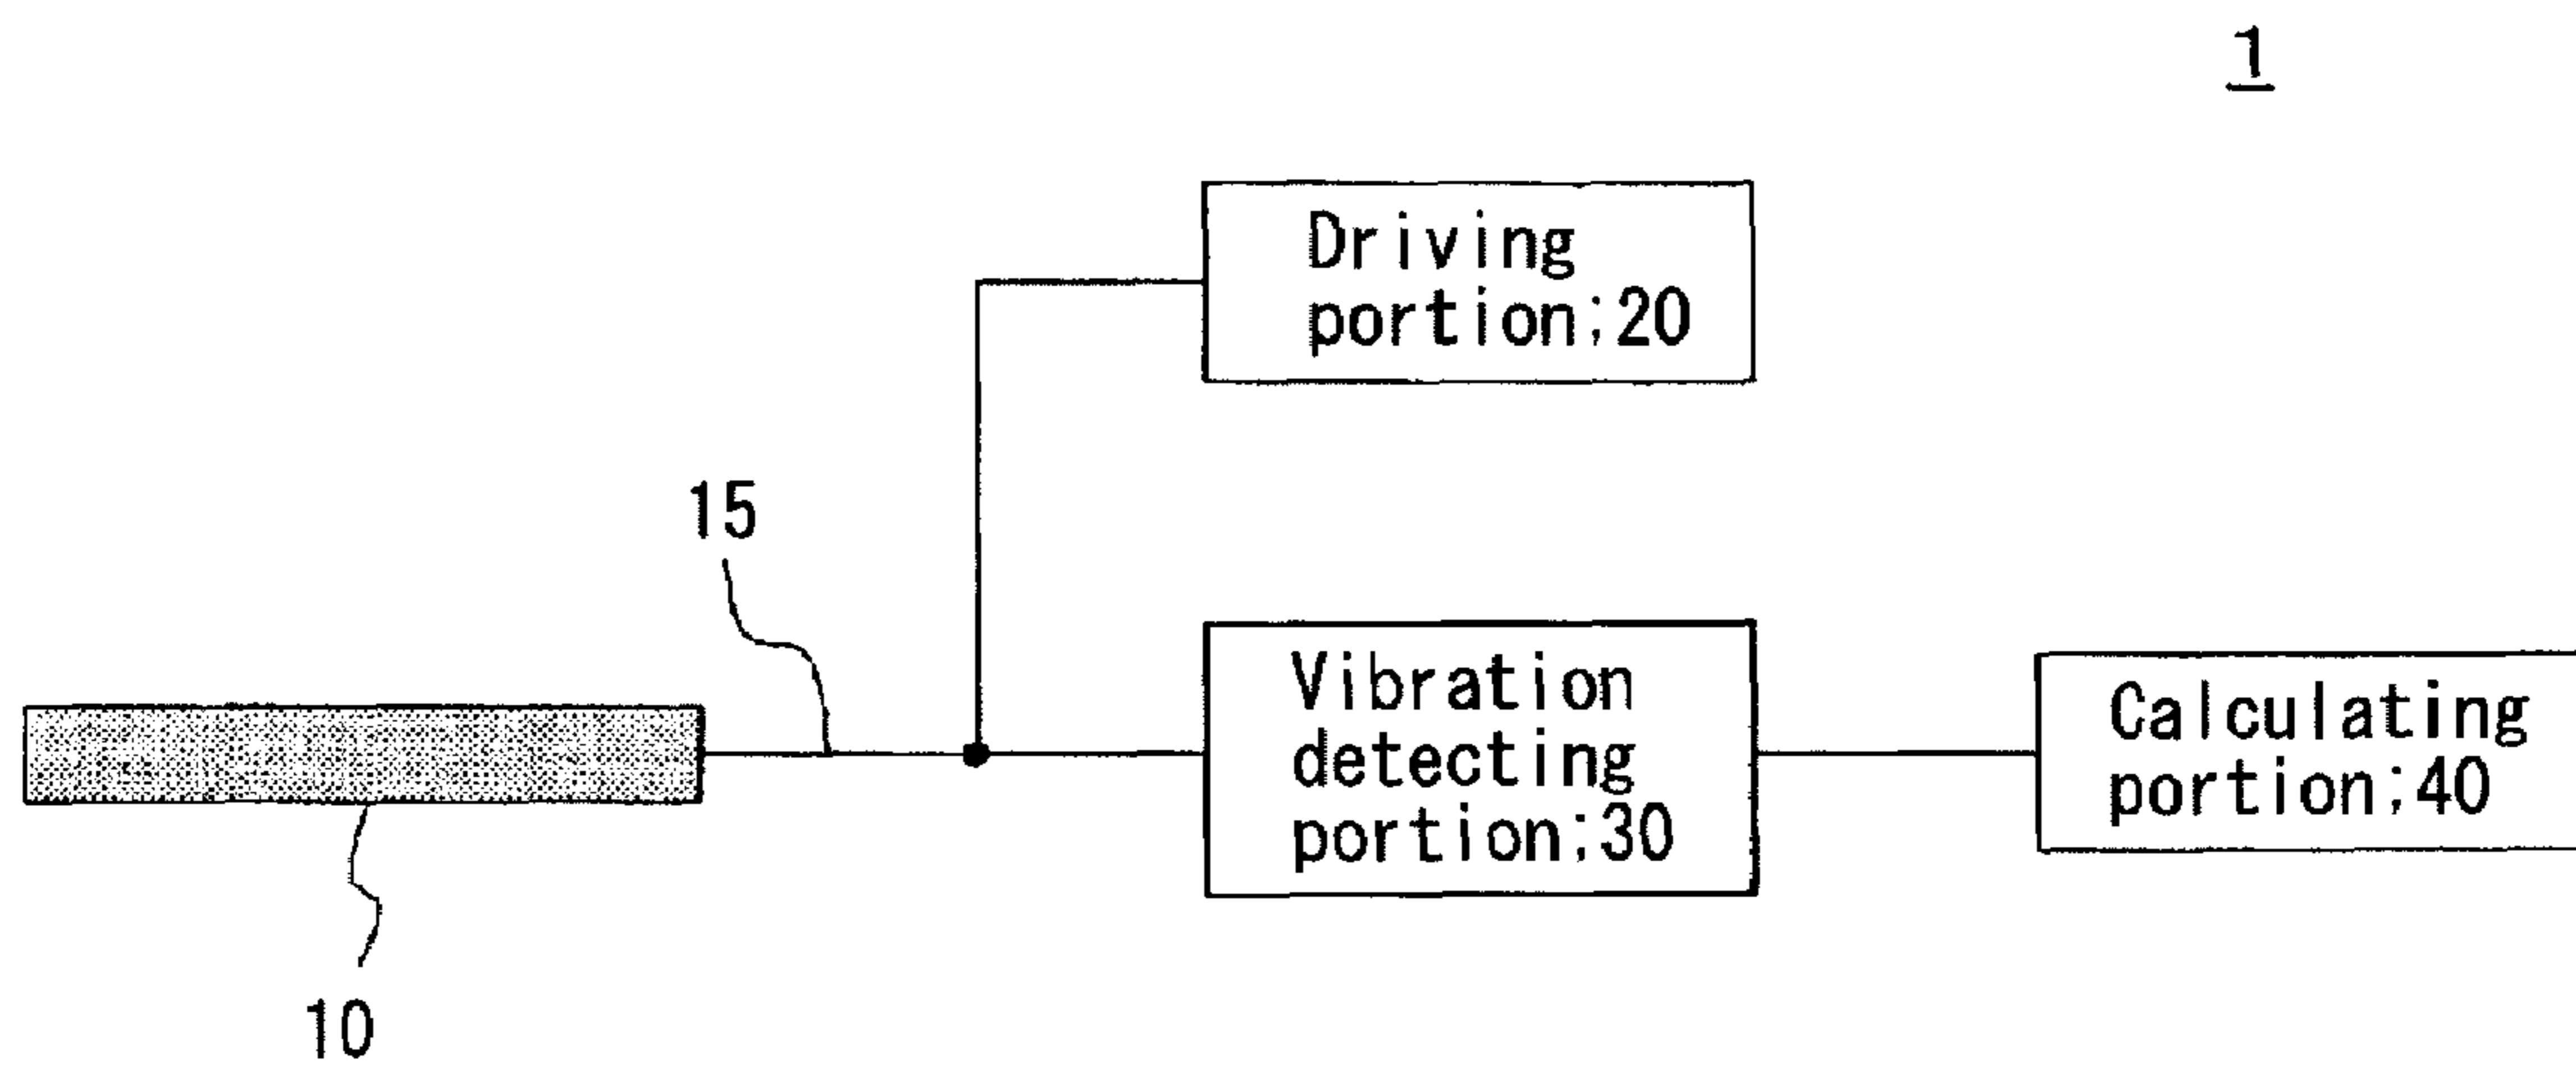 1
Driving
portion;20
15
Vibration
detecting
portion;30
Calculating
portion;40
10